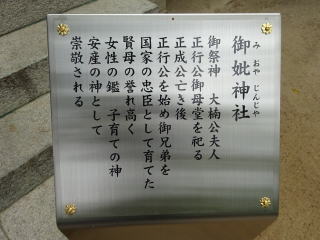 御妣神社
み おや じんじや
御祭神 大楠公夫人
正行公御母堂を祀る
正成公亡き後
正行公を始め御兄弟を
国家の忠臣として育てた
賢母の誉れ高く
女性の鑑 子育ての神
安産の神として
崇敬される